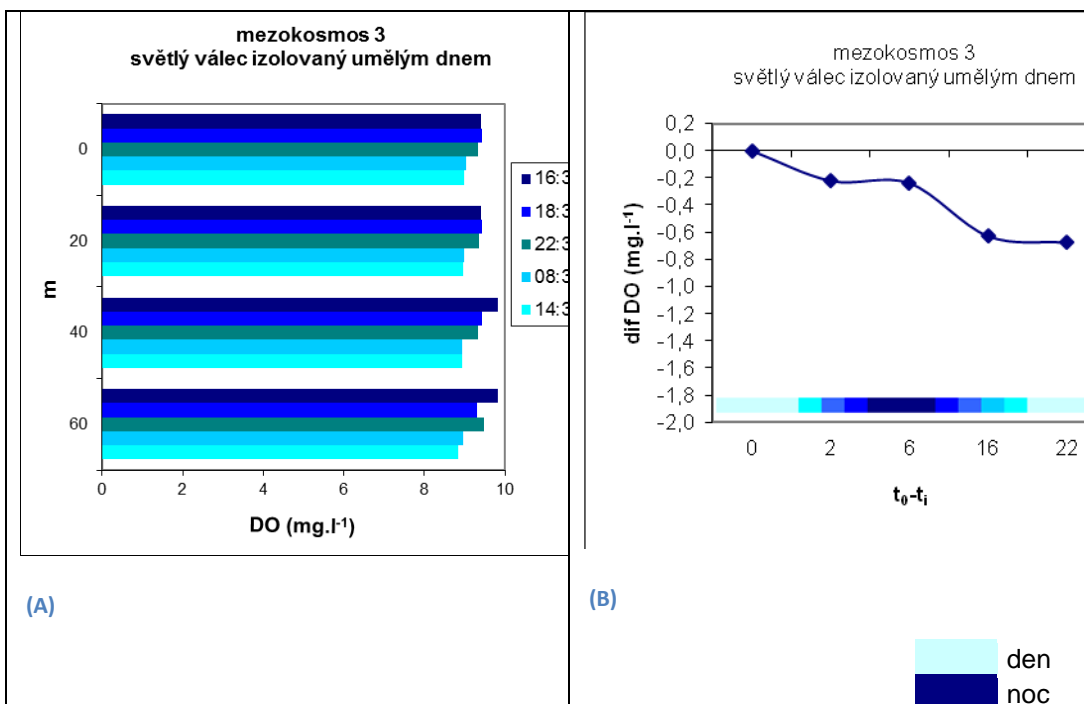 mezokosmos 3
světlý válec izolovaný umělým dnem
m
0
20
40
60
0 2 4 6 8 10
DO (mg.l-1)
16:3
18:3
22:3
08:3
14:3
(A)
mezokosmos 3
světlý válec izolovaný umělým dnem
dif DO (mg.l-1)
0,2
0,0
-0,2
-0,4
-0,6
-0,8
-1,0
-1,2
-1,4
-1,6
-1,8
-2,0
0 2 6 16 22
t0-ti
(B)
den
noc